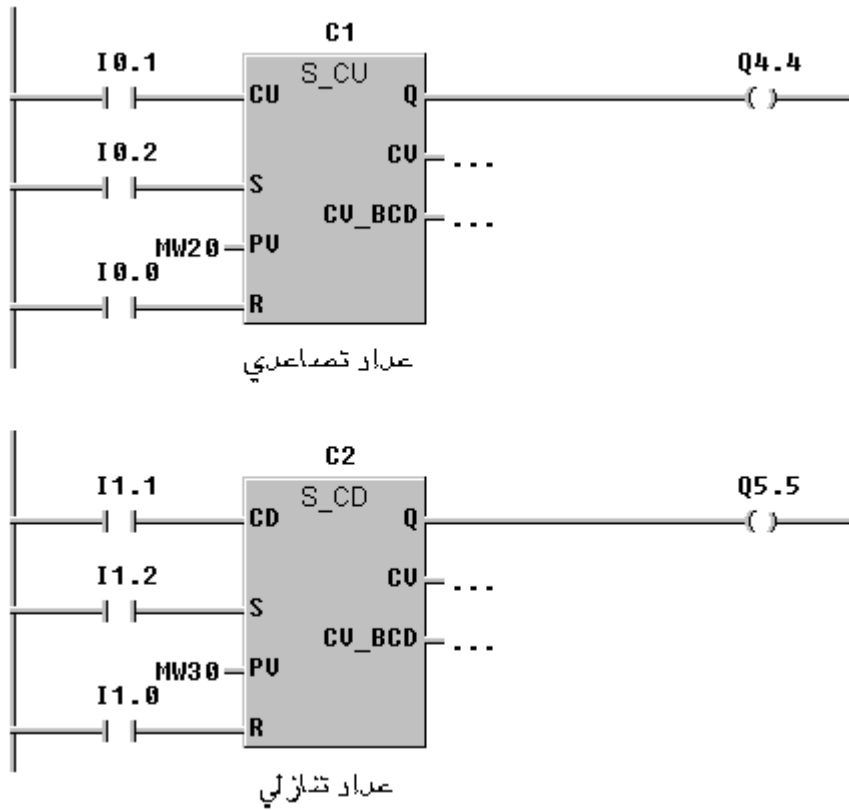 C1
I0.1
S_CU
Q4.4
CU
Q
I0.2
CV
...
S
CV_BCD
...
MW20
PV
I0.0
R
عداد تصاعدي
C2
I1.1
S_CD
Q5.5
CD
Q
I1.2
CV
...
S
CV_BCD
...
MW30
PV
I1.0
R
عداد تنازلي